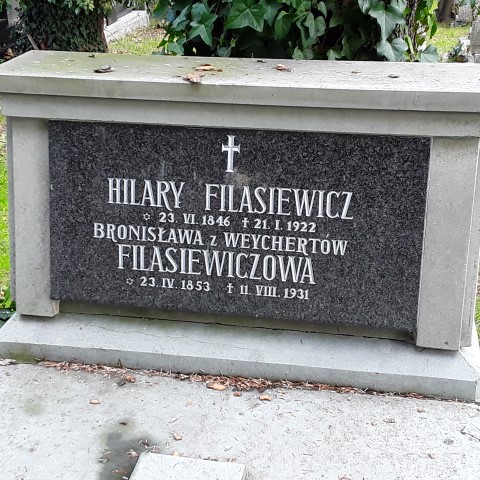 HILARY FILASIEWICZ
✩ 23. VI. 1846 ✝ 21. I. 1922
BRONISŁAWA z WEYCHERTÓW
FILASIEWICZOWA
✩ 23. IV. 1853 ✝ 11. VIII. 1931